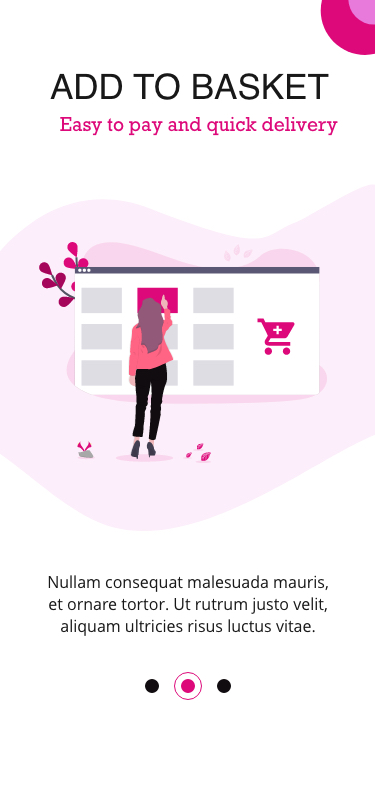 ADD TO BASKET
Easy to pay and quick delivery
Nullam consequat malesuada mauris,
et ornare tortor. Ut rutrum justo velit,
aliquam ultricies risus luctus vitae.